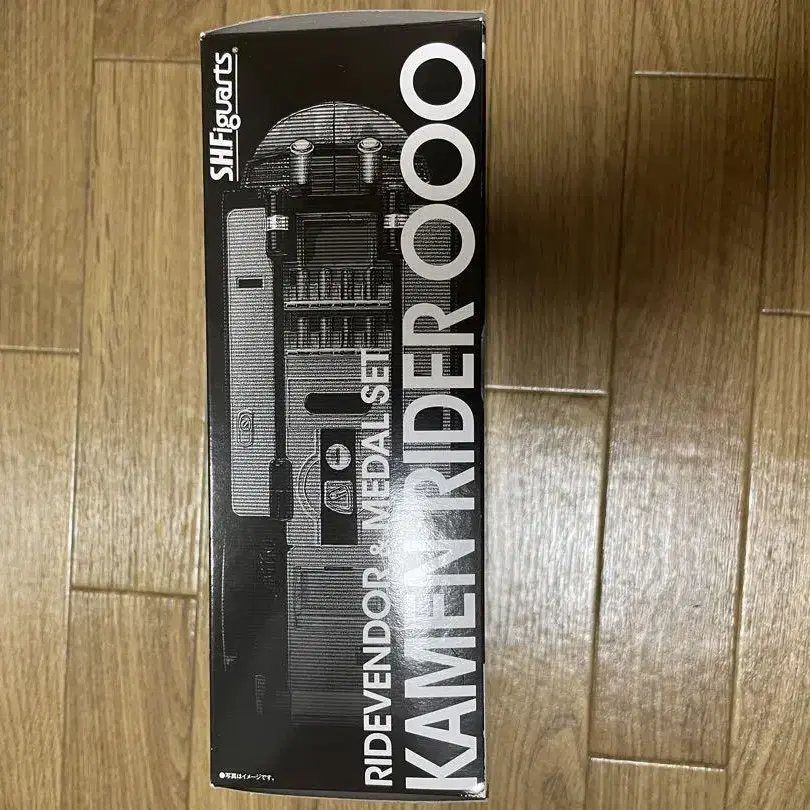 S.H.Figuarts®
RIDEVENDOR & MEDAL SET
KAMEN RIDER OOO
●写真はイメージです。